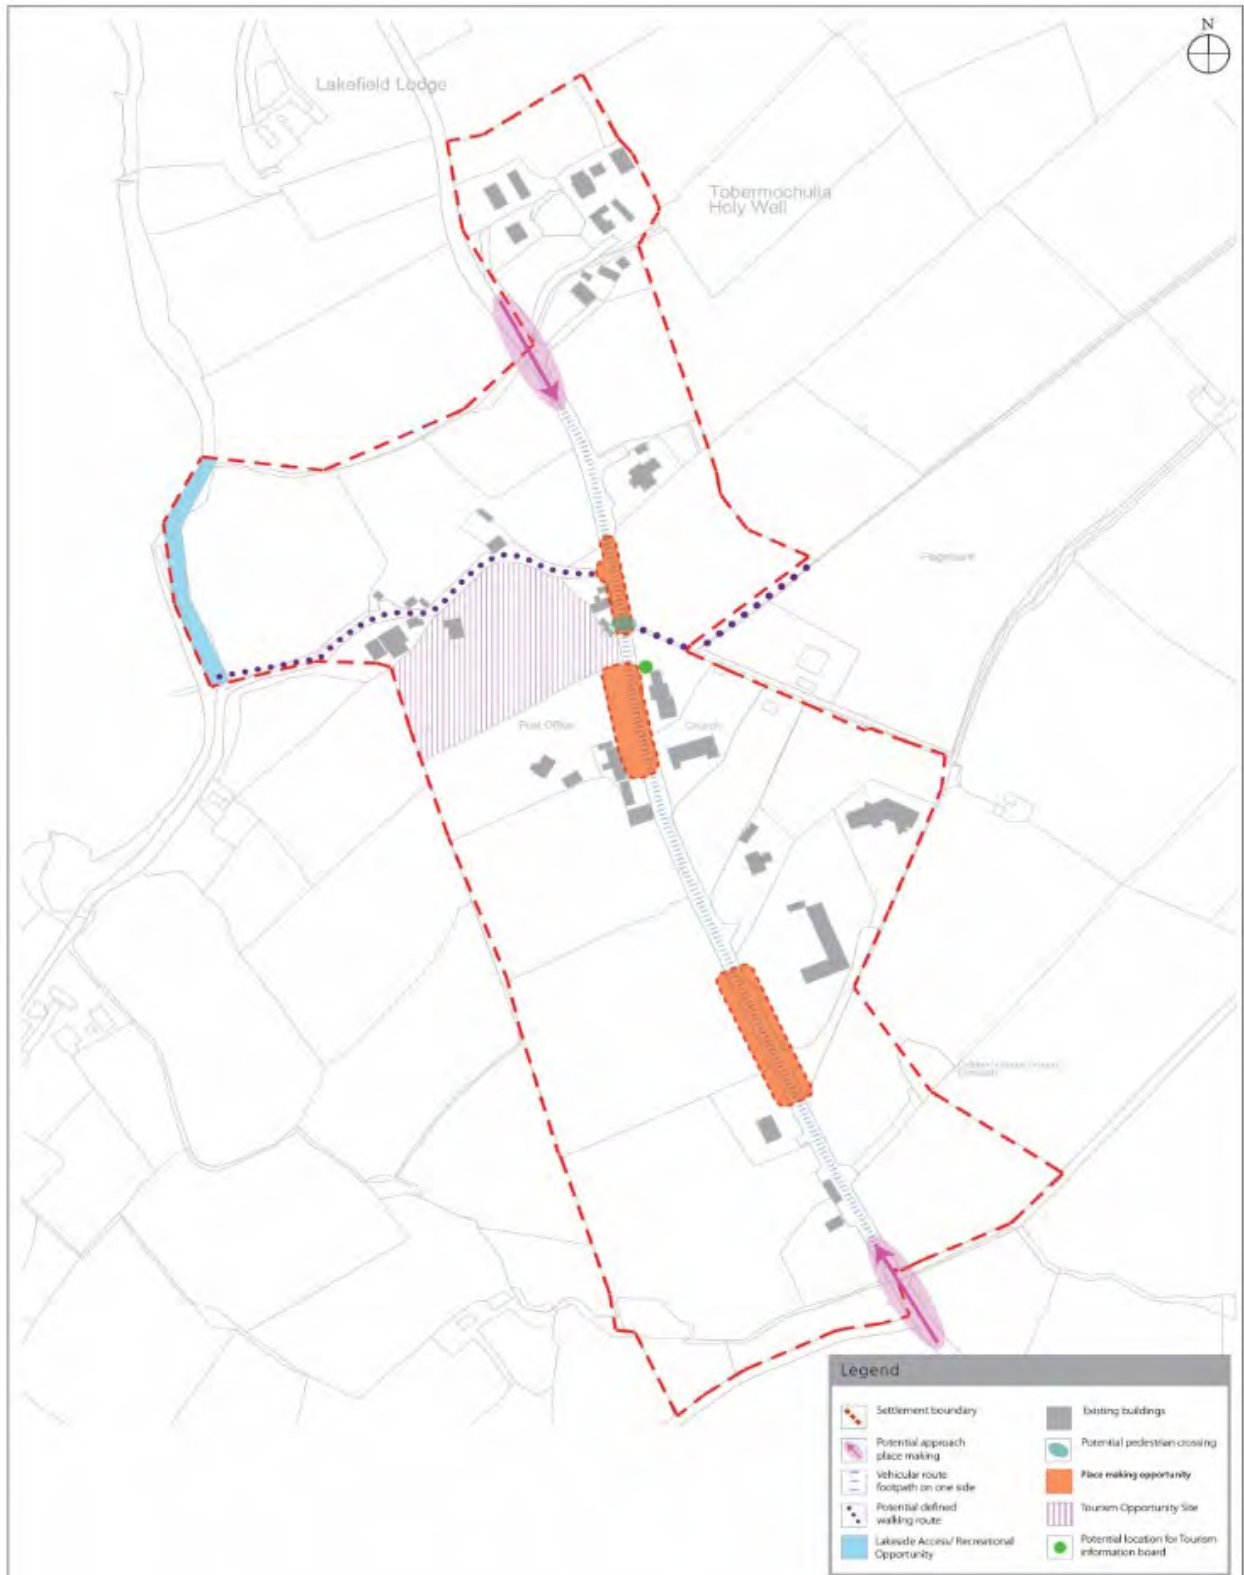 N
Lakefield Lodge
Tobermochulla
Holy Well
Flagmount
Post Office
Church
Legend
Settlement boundary
Potential approach
place making
Vehicular route
footpath on one side
Potential defined
walking route
Lakeside Access/ Recreational
Opportunity
Existing buildings
Potential pedestrian crossing
Place making opportunity
Tourism Opportunity Site
Potential location for Tourism
information board